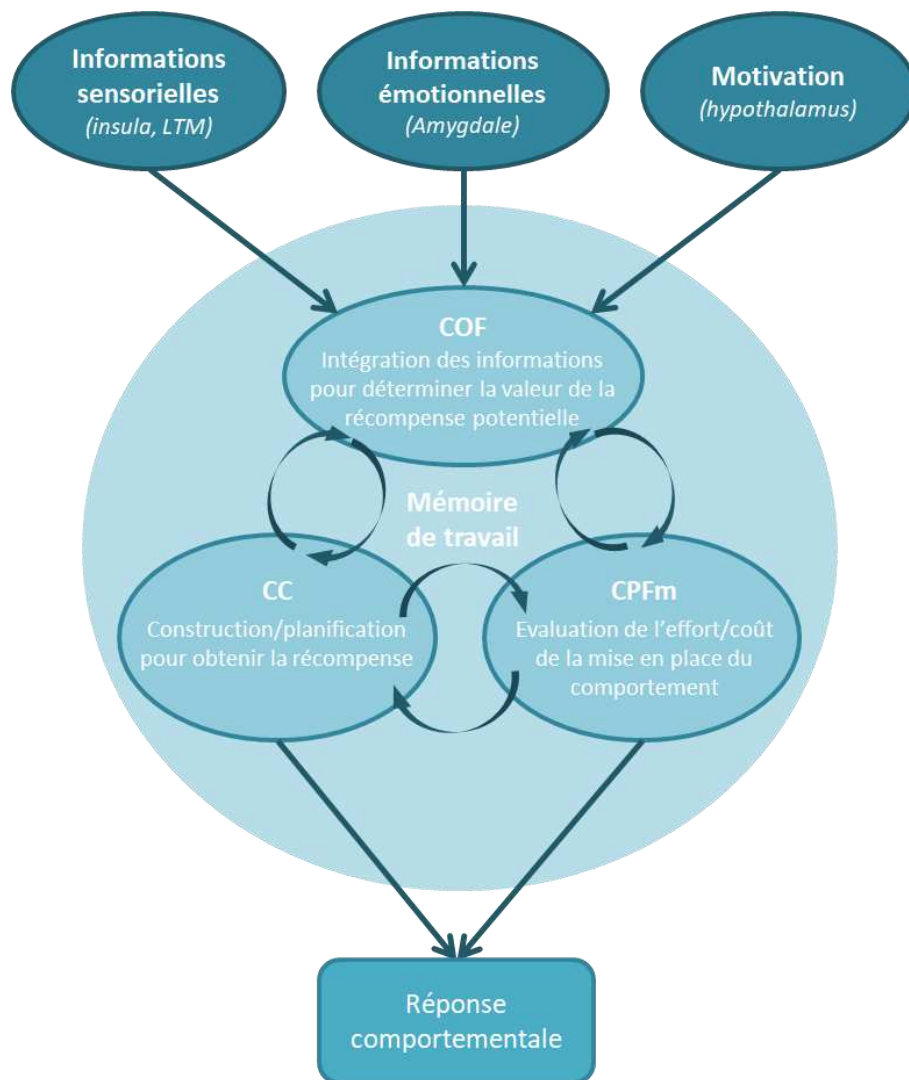 Informations
sensorielles
(insula, LTM)
Informations
émotionnelles
(Amygdale)
Motivation
(hypothalamus)
COF
Intégration des informations
pour déterminer la valeur de la
récompense potentielle
Mémoire
de travail
CC
Construction/planification
pour obtenir la récompense
CPFm
Evaluation de l'effort/coût
de la mise en place du
comportement
Réponse
comportementale